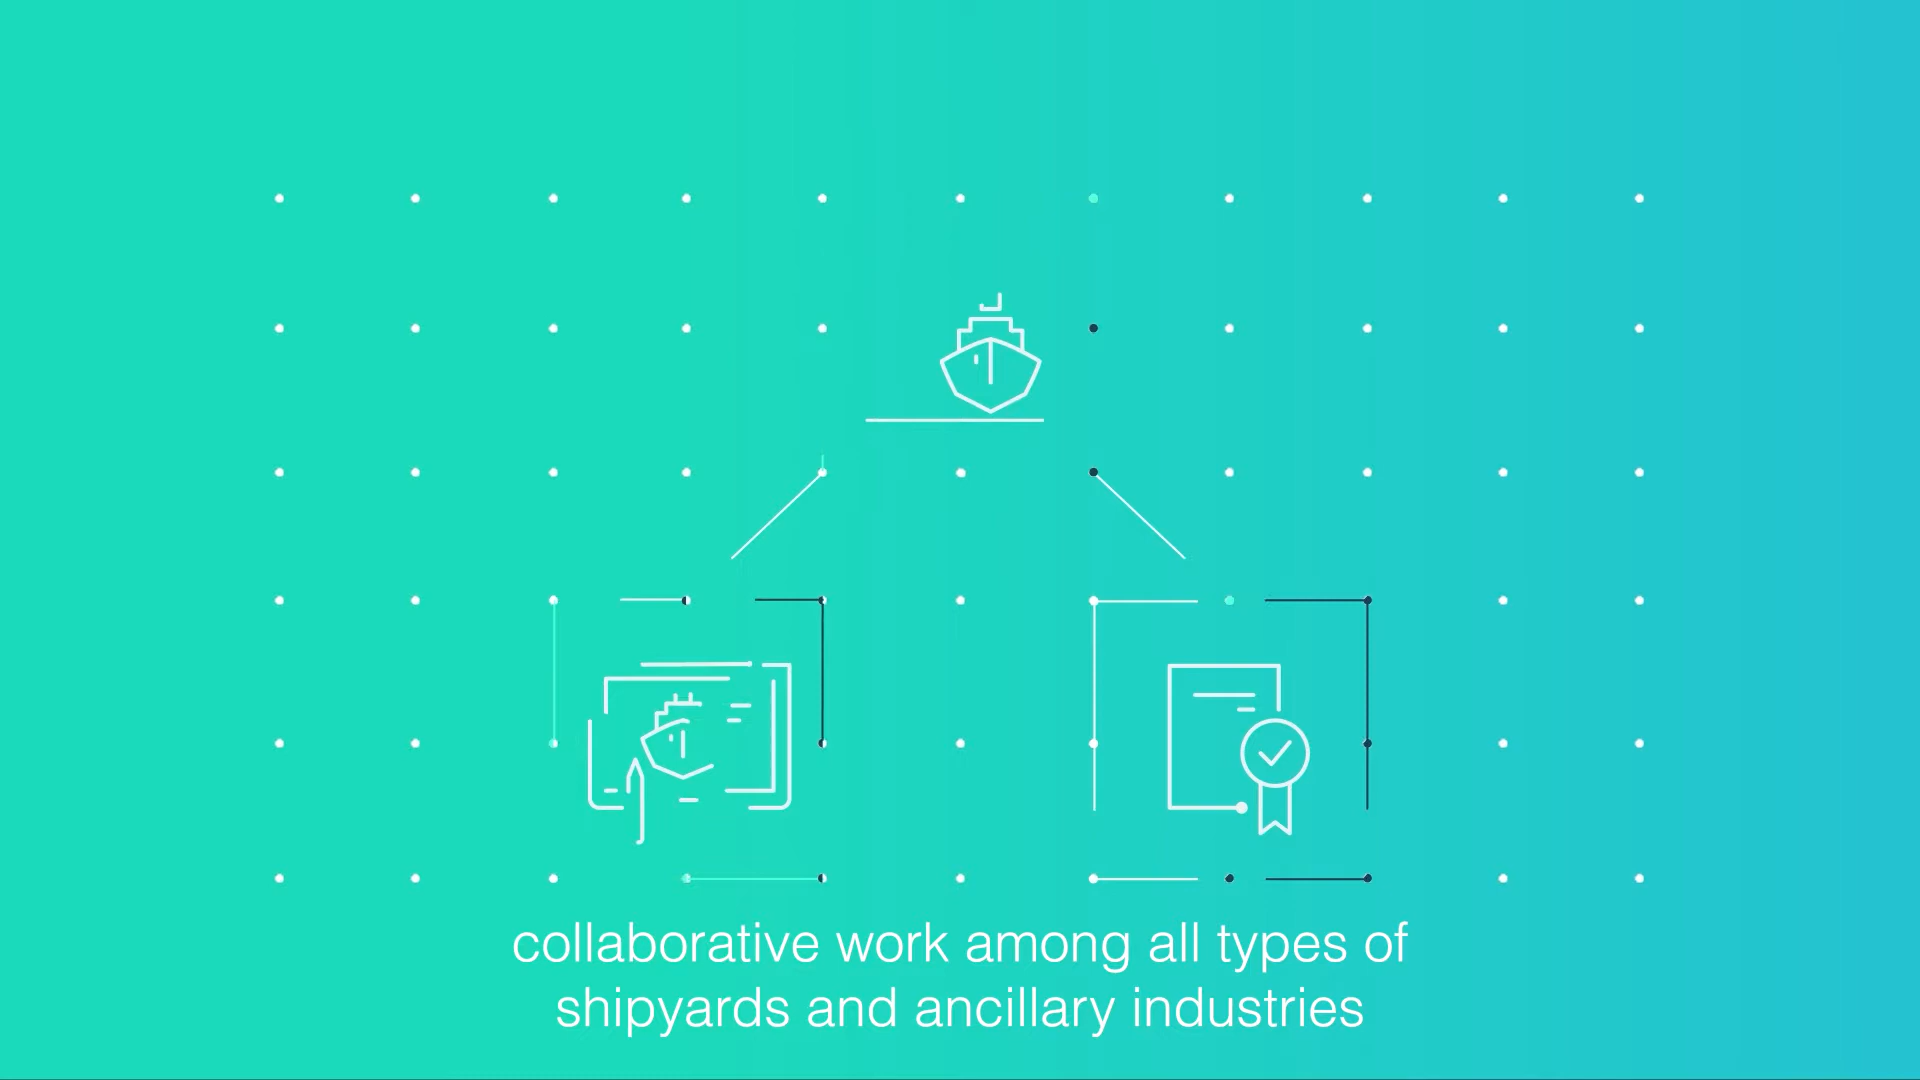 collaborative work among all types of
shipyards and ancillary industries